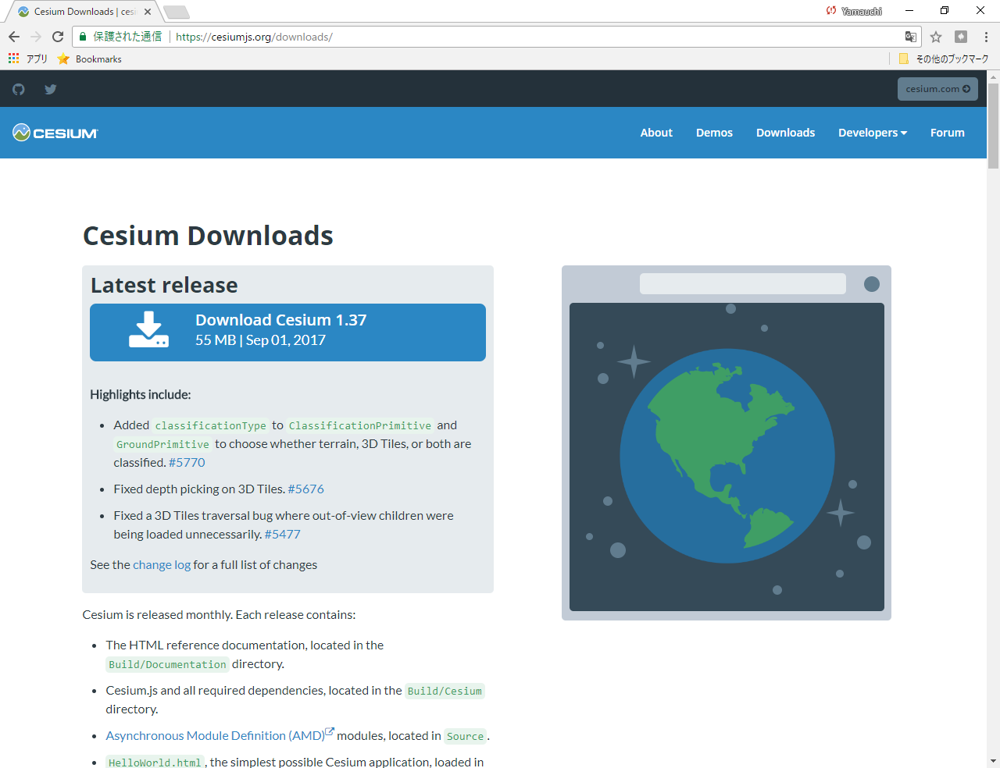 Cesium Downloads | cesi
Yamauchi
保護された通信 https://cesiumjs.org/downloads/
アプリ Bookmarks その他のブックマーク
cesium.com
CESIUM
About Demos Downloads Developers Forum
Cesium Downloads
Latest release
Download Cesium 1.37
55 MB | Sep 01, 2017
Highlights include:
Added classificationType to ClassificationPrimitive and
GroundPrimitive to choose whether terrain, 3D Tiles, or both are
classified. #5770
Fixed depth picking on 3D Tiles. #5676
Fixed a 3D Tiles traversal bug where out-of-view children were
being loaded unnecessarily. #5477
See the change log for a full list of changes
Cesium is released monthly. Each release contains:
The HTML reference documentation, located in the
Build/Documentation directory.
Cesium.js and all required dependencies, located in the Build/Cesium
directory.
Asynchronous Module Definition (AMD) modules, located in Source.
HelloWorld.html, the simplest possible Cesium application, loaded in